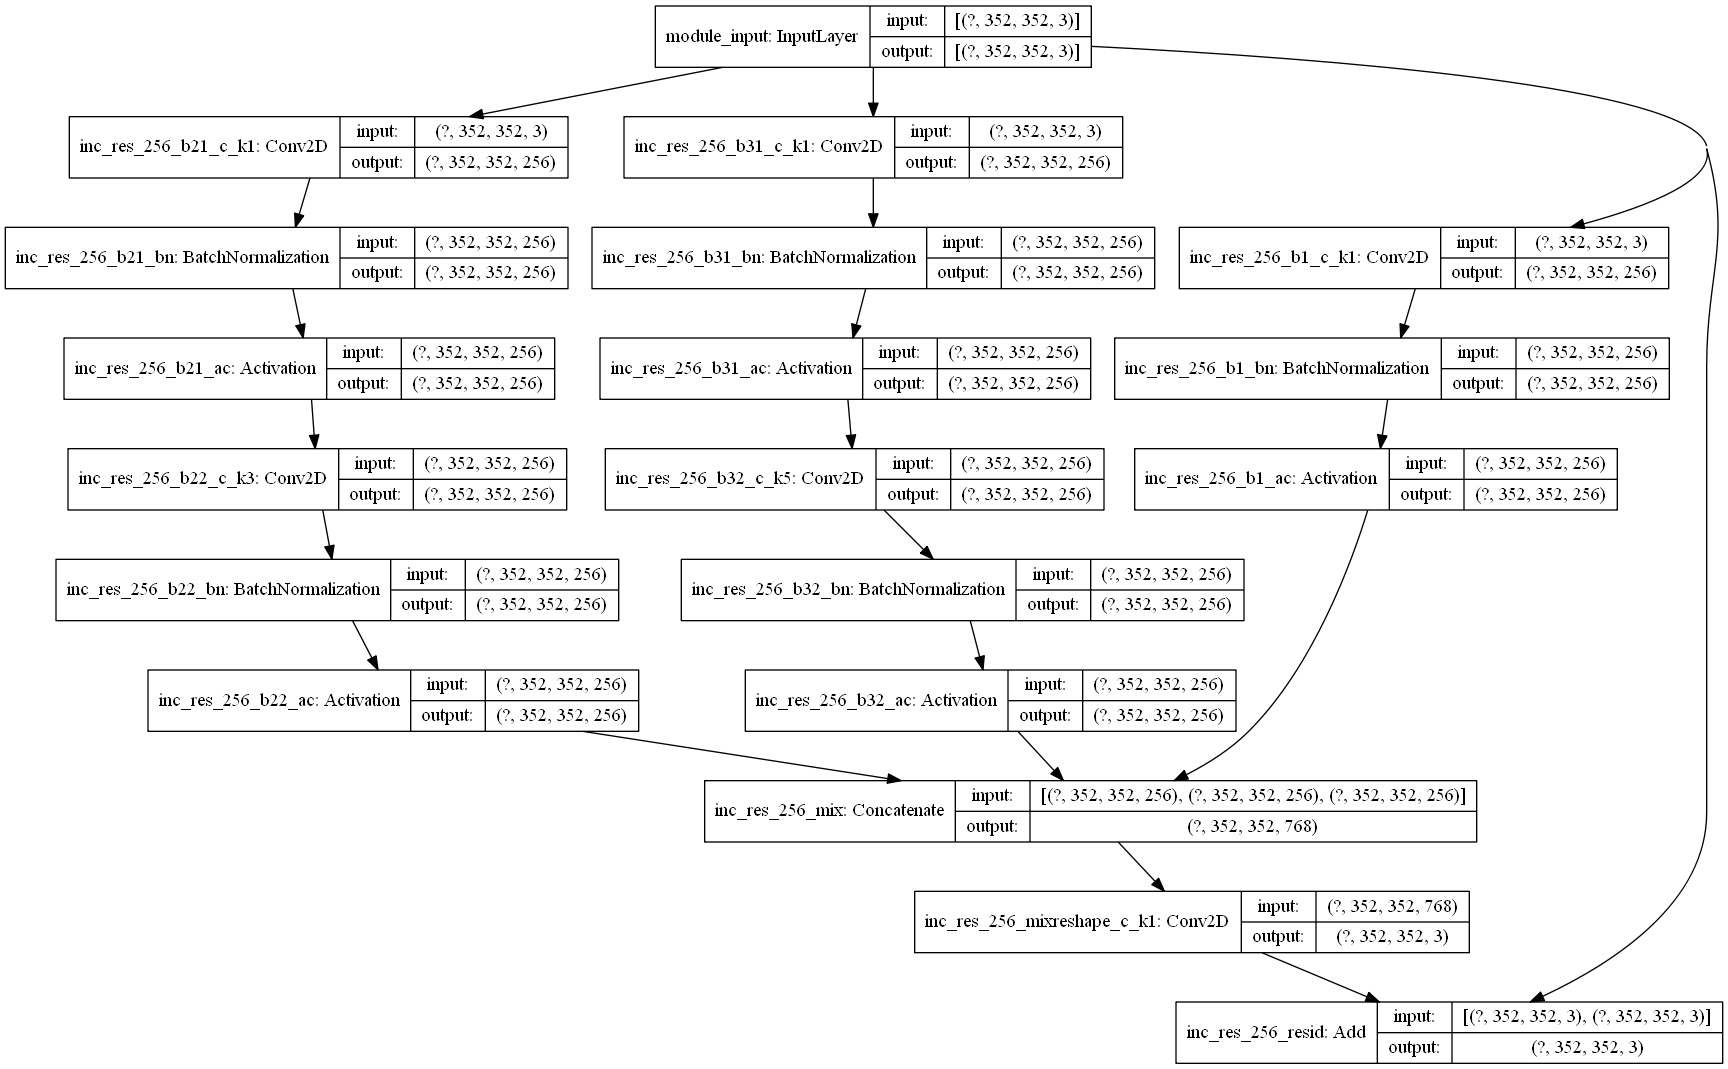 module_input: InputLayer
input: [(?, 352, 352, 3)]
output: [(?, 352, 352, 3)]
inc_res_256_b21_c_k1: Conv2D
input: (?, 352, 352, 3)
output: (?, 352, 352, 256)
inc_res_256_b31_c_k1: Conv2D
input: (?, 352, 352, 3)
output: (?, 352, 352, 256)
inc_res_256_b21_bn: BatchNormalization
input: (?, 352, 352, 256)
output: (?, 352, 352, 256)
inc_res_256_b31_bn: BatchNormalization
input: (?, 352, 352, 256)
output: (?, 352, 352, 256)
inc_res_256_b1_c_k1: Conv2D
input: (?, 352, 352, 3)
output: (?, 352, 352, 256)
inc_res_256_b21_ac: Activation
input: (?, 352, 352, 256)
output: (?, 352, 352, 256)
inc_res_256_b31_ac: Activation
input: (?, 352, 352, 256)
output: (?, 352, 352, 256)
inc_res_256_b1_bn: BatchNormalization
input: (?, 352, 352, 256)
output: (?, 352, 352, 256)
inc_res_256_b22_c_k3: Conv2D
input: (?, 352, 352, 256)
output: (?, 352, 352, 256)
inc_res_256_b32_c_k5: Conv2D
input: (?, 352, 352, 256)
output: (?, 352, 352, 256)
inc_res_256_b1_ac: Activation
input: (?, 352, 352, 256)
output: (?, 352, 352, 256)
inc_res_256_b22_bn: BatchNormalization
input: (?, 352, 352, 256)
output: (?, 352, 352, 256)
inc_res_256_b32_bn: BatchNormalization
input: (?, 352, 352, 256)
output: (?, 352, 352, 256)
inc_res_256_b22_ac: Activation
input: (?, 352, 352, 256)
output: (?, 352, 352, 256)
inc_res_256_b32_ac: Activation
input: (?, 352, 352, 256)
output: (?, 352, 352, 256)
inc_res_256_mix: Concatenate
input: [(?, 352, 352, 256), (?, 352, 352, 256), (?, 352, 352, 256)]
output: (?, 352, 352, 768)
inc_res_256_mixreshape_c_k1: Conv2D
input: (?, 352, 352, 768)
output: (?, 352, 352, 3)
inc_res_256_resid: Add
input: [(?, 352, 352, 3), (?, 352, 352, 3)]
output: (?, 352, 352, 3)